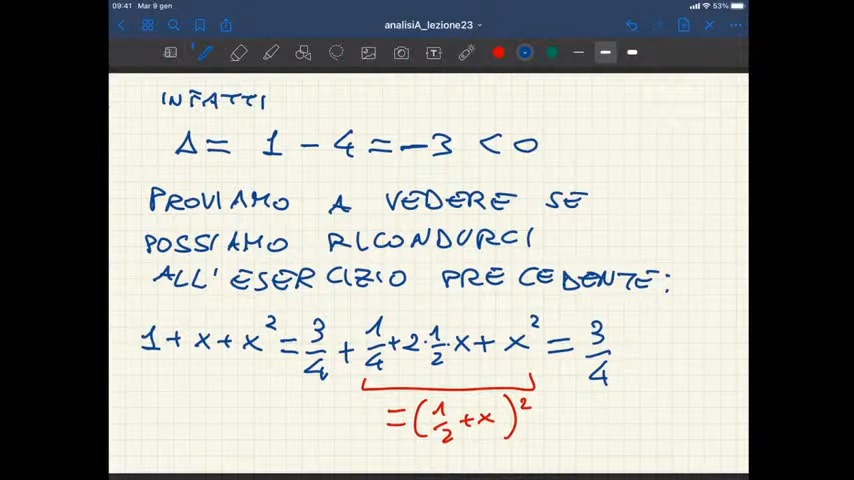 09:41 Mar 9 gen 53%
analisiA_lezione23
INFATTI
Δ = 1 - 4 = -3 < 0
PROVIAMO A VEDERE SE
POSSIAMO RICONDURCI
ALL'ESERCIZIO PRECEDENTE:
1 + x + x² = 3/4 + 1/4 + 2·1/2 x + x² = 3/4
= (1/2 + x)²